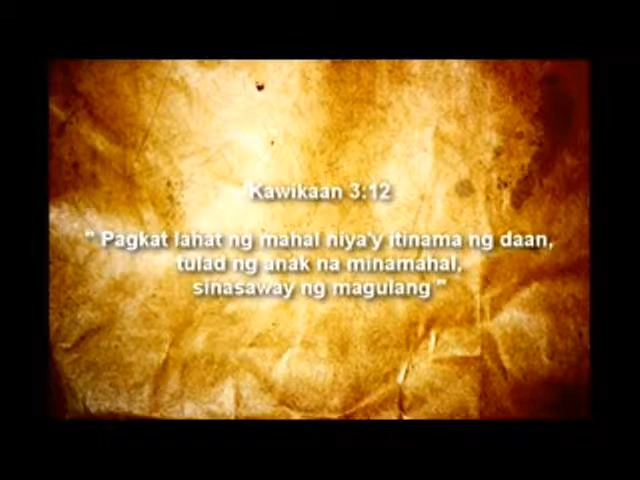 Kawikaan 3:12
" Pagkat lahat ng mahal niya'y itinama ng daan,
tulad ng anak na minamahal,
sinasaway ng magulang "